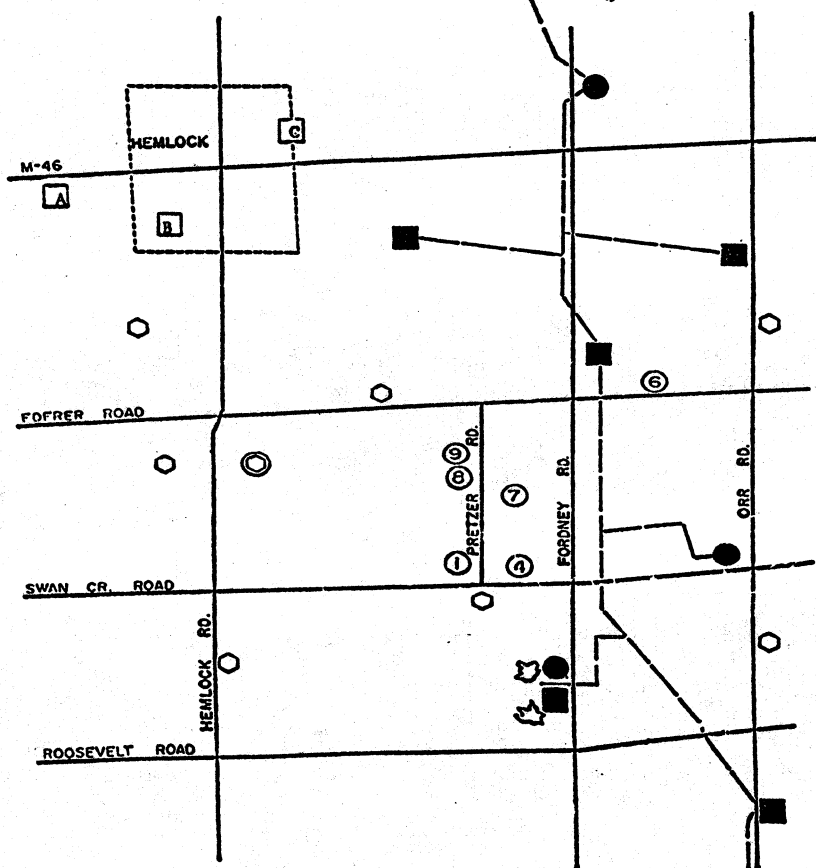 C
HEMLOCK
M-46
A
B
6
FOFRER ROAD
9
8
PRETZER RD.
7
FORDNEY RD.
ORR RD.
1
4
SWAN CR. ROAD
HEMLOCK RD.
ROOSEVELT ROAD